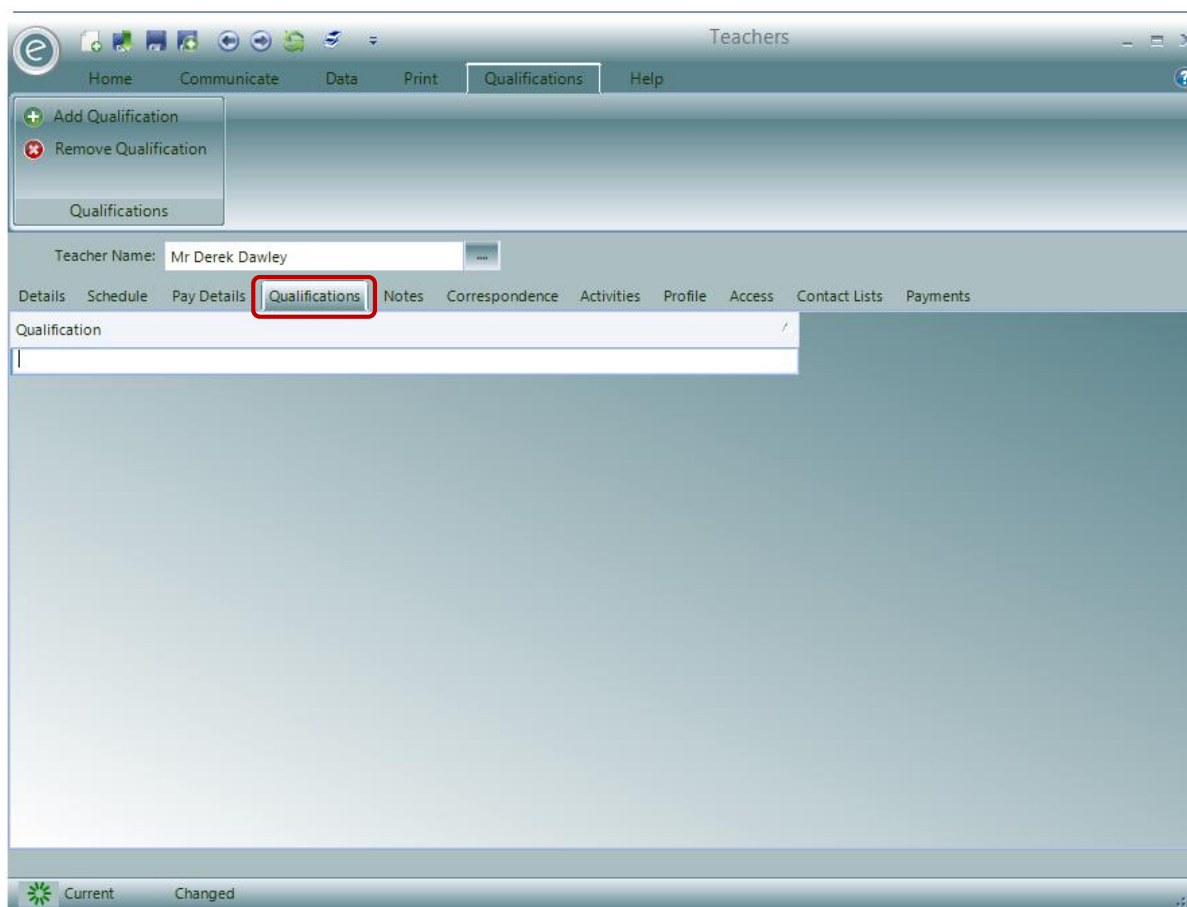 e
Teachers
Home Communicate Data Print Qualifications Help
Add Qualification
Remove Qualification
Qualifications
Teacher Name: Mr Derek Dawley ...
Details Schedule Pay Details Qualifications Notes Correspondence Activities Profile Access Contact Lists Payments
Qualification
Current Changed